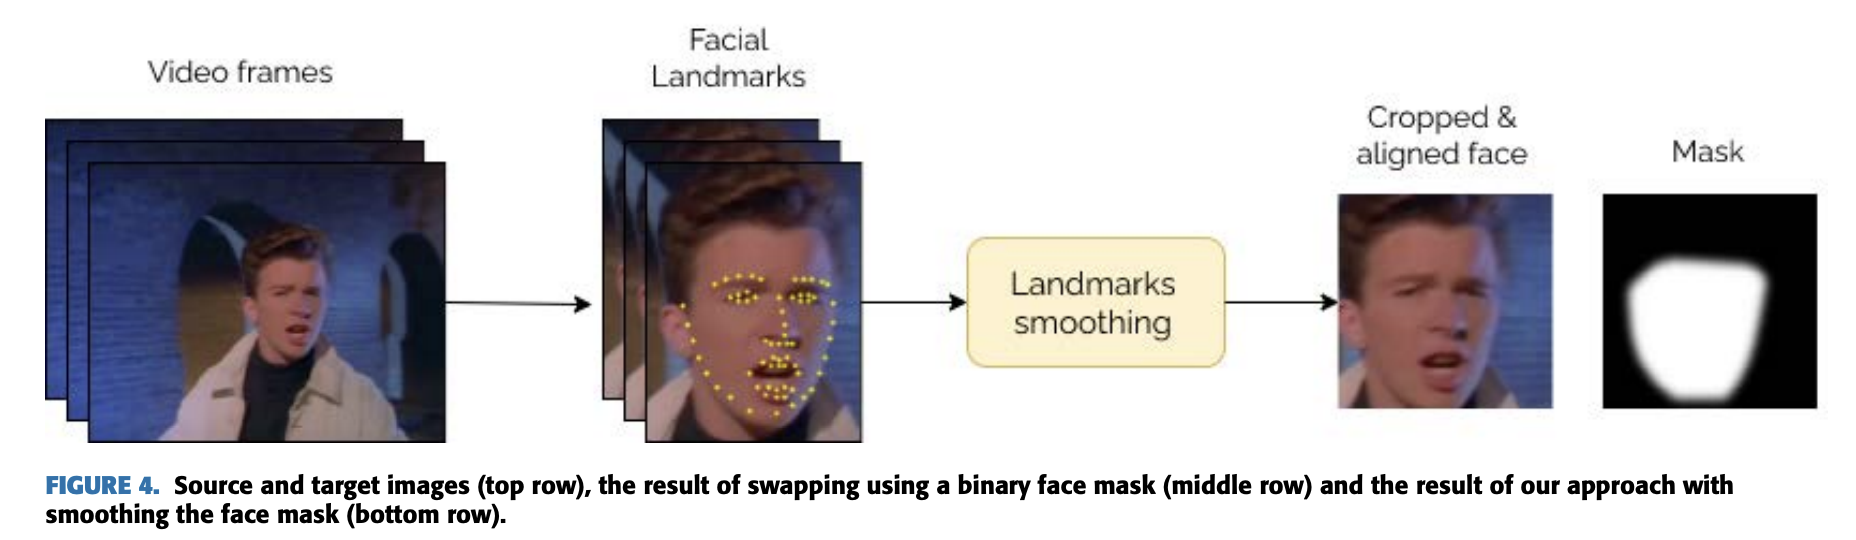 Video frames
Facial
Landmarks
Landmarks
smoothing
Cropped &
aligned face
Mask
FIGURE 4. Source and target images (top row), the result of swapping using a binary face mask (middle row) and the result of our approach with
smoothing the face mask (bottom row).